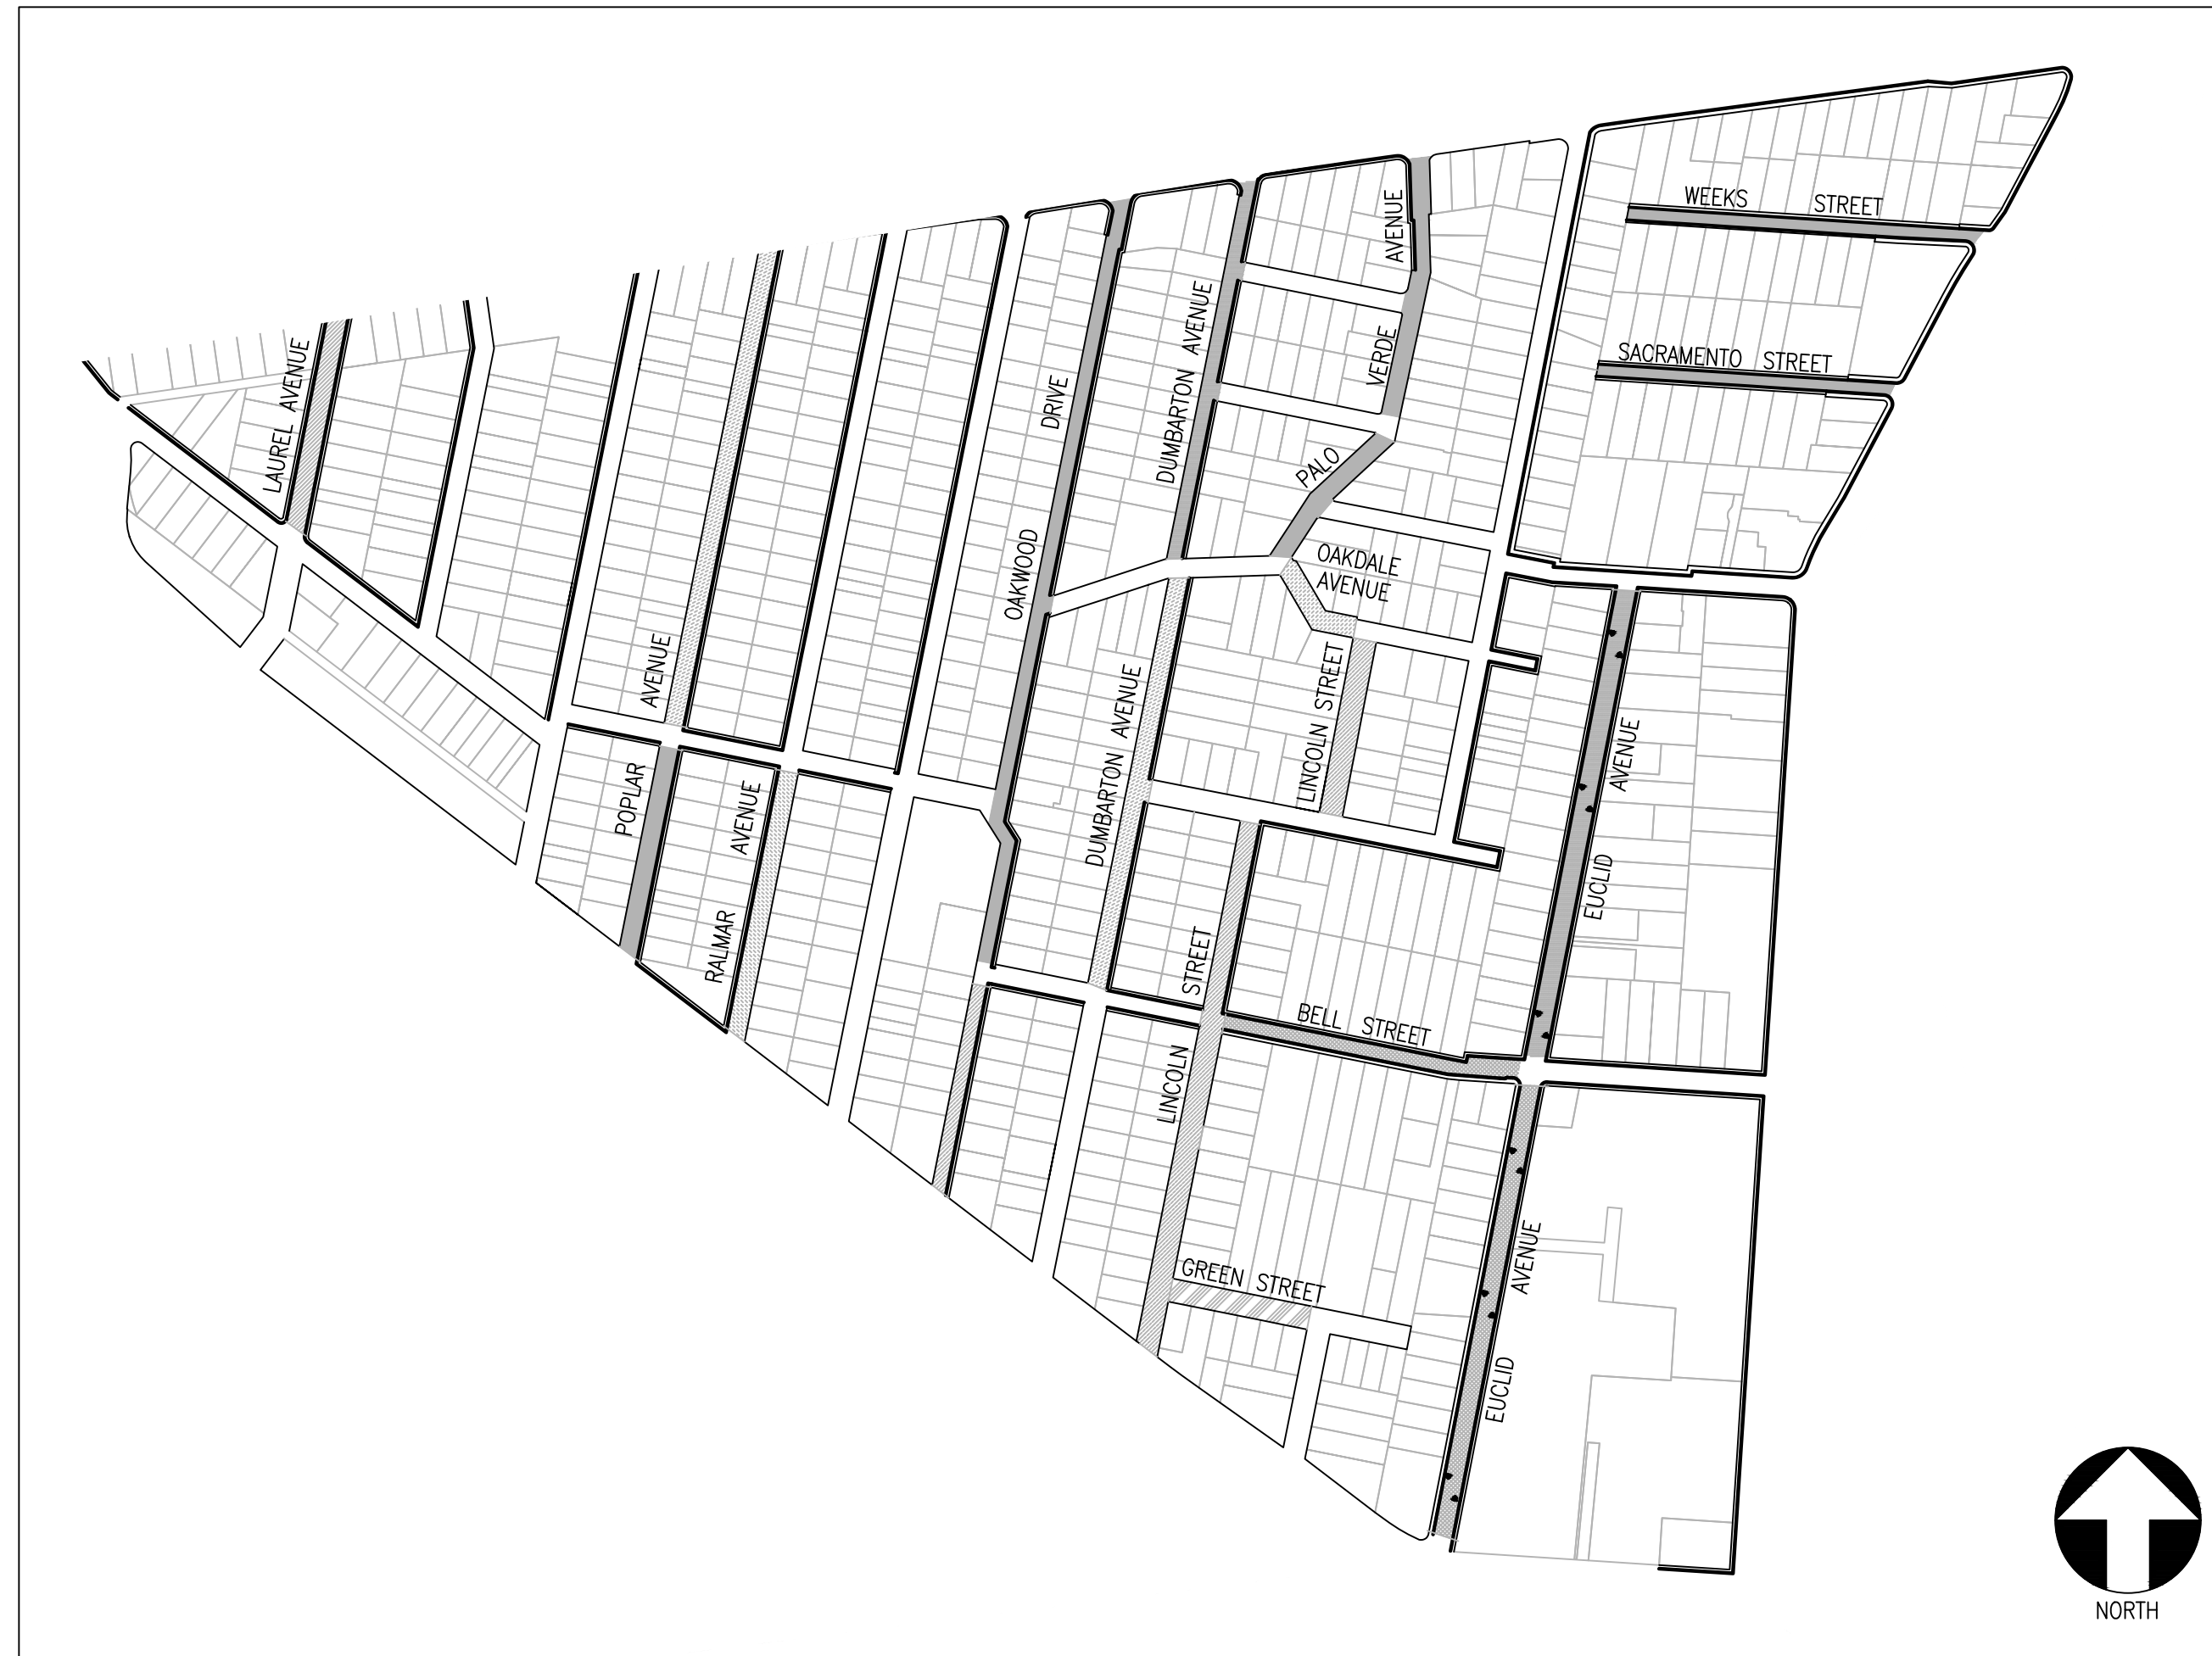 WEEKS STREET
SACRAMENTO STREET
LAUREL AVENUE
OAKWOOD DRIVE
DUMBARTON AVENUE
PALO VERDE AVENUE
OAKDALE
AVENUE
POPLAR AVENUE
RALMAR AVENUE
DUMBARTON AVENUE
LINCOLN STREET
EUCLID AVENUE
LINCOLN STREET
BELL STREET
GREEN STREET
EUCLID AVENUE
NORTH